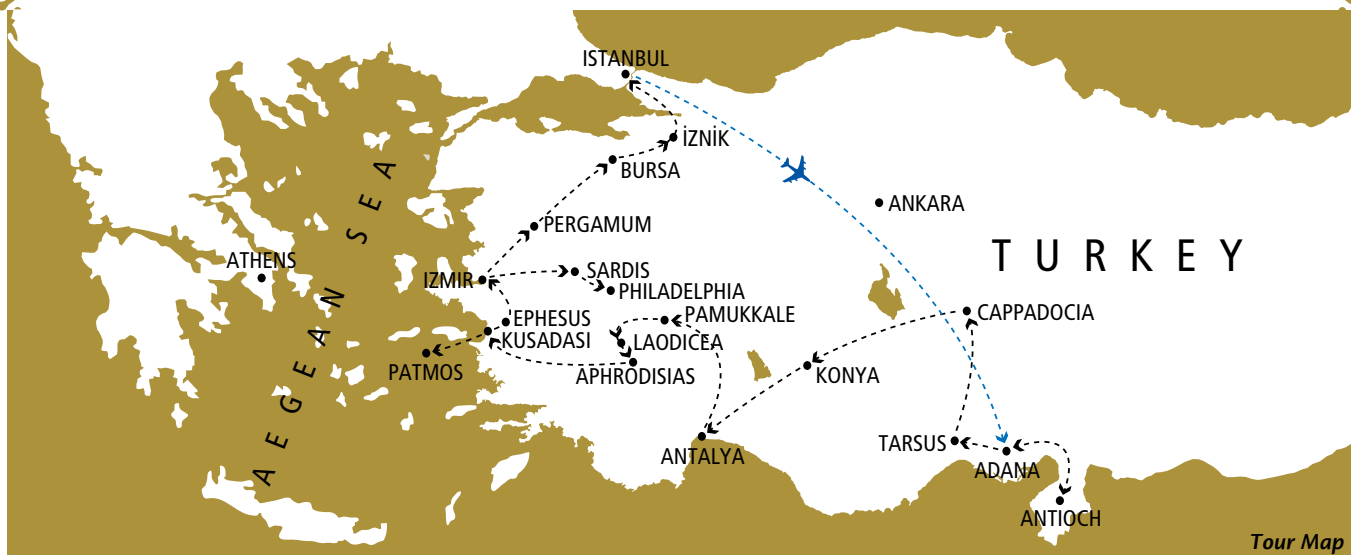 ISTANBUL
İZNİK
BURSA
ANKARA
PERGAMUM
TURKEY
ATHENS
SARDIS
IZMIR
PHILADELPHIA
CAPPADOCIA
PAMUKKALE
EPHESUS
KUSADASI
LAODICEA
PATMOS
APHRODISIAS
KONYA
AEGEAN SEA
TARSUS
ANTALYA
ADANA
ANTIOCH
Tour Map